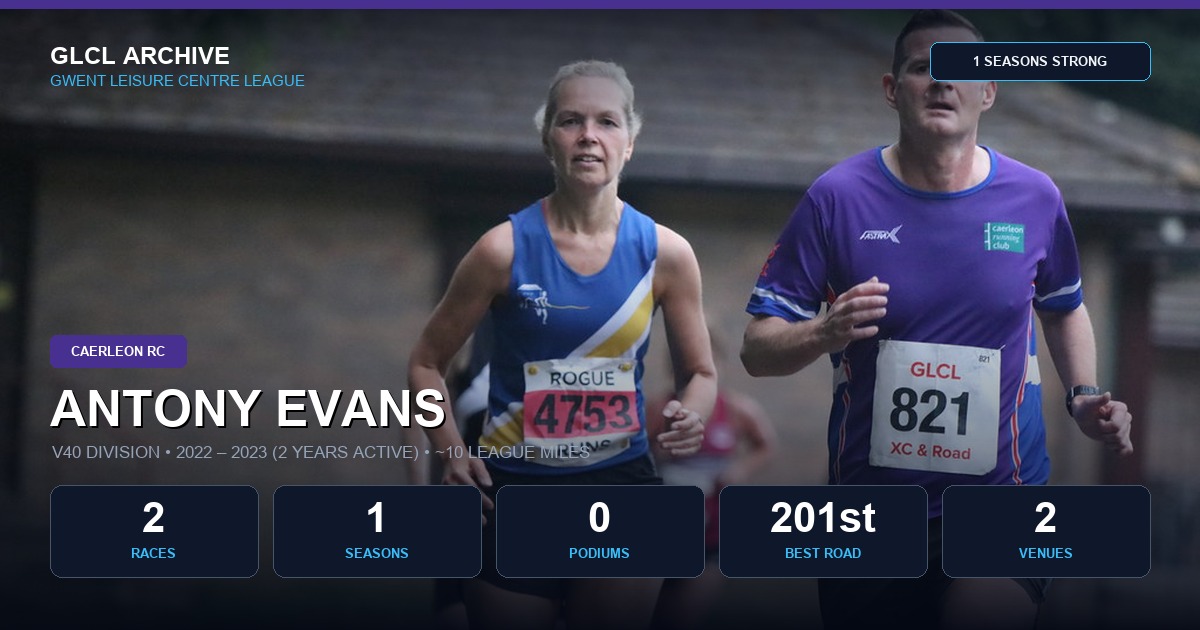 GLCL ARCHIVE
GWENT LEISURE CENTRE LEAGUE
1 SEASONS STRONG
FASTRAX
caerleon
running
club
ROGUE
4753
RUNS
821
GLCL
821
XC & Road
CAERLEON RC
ANTONY EVANS
V40 DIVISION • 2022 – 2023 (2 YEARS ACTIVE) • ~10 LEAGUE MILES
2
RACES
1
SEASONS
0
PODIUMS
201st
BEST ROAD
2
VENUES